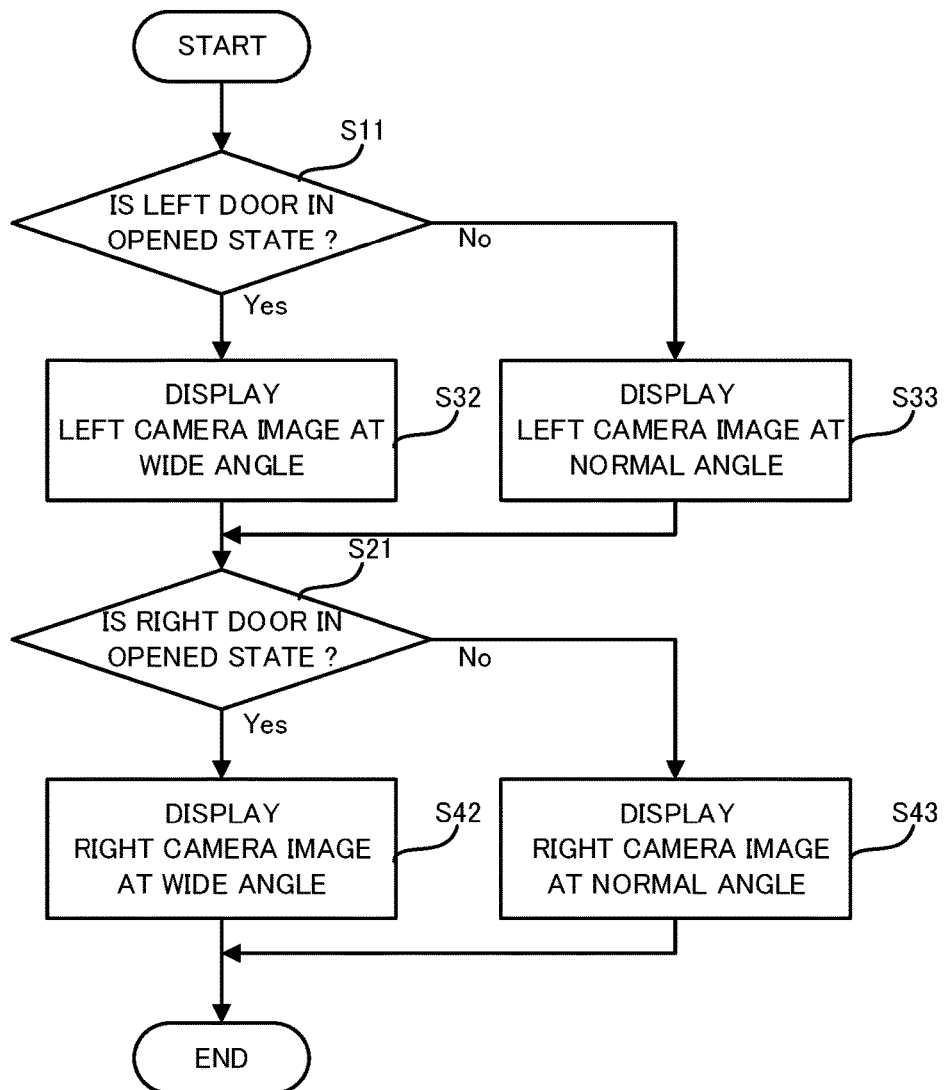 START
S11
IS LEFT DOOR IN
OPENED STATE ?
No
Yes
DISPLAY
LEFT CAMERA IMAGE AT
WIDE ANGLE
S32
DISPLAY
LEFT CAMERA IMAGE AT
NORMAL ANGLE
S33
S21
IS RIGHT DOOR IN
OPENED STATE ?
No
Yes
DISPLAY
RIGHT CAMERA IMAGE
AT WIDE ANGLE
S42
DISPLAY
RIGHT CAMERA IMAGE
AT NORMAL ANGLE
S43
END